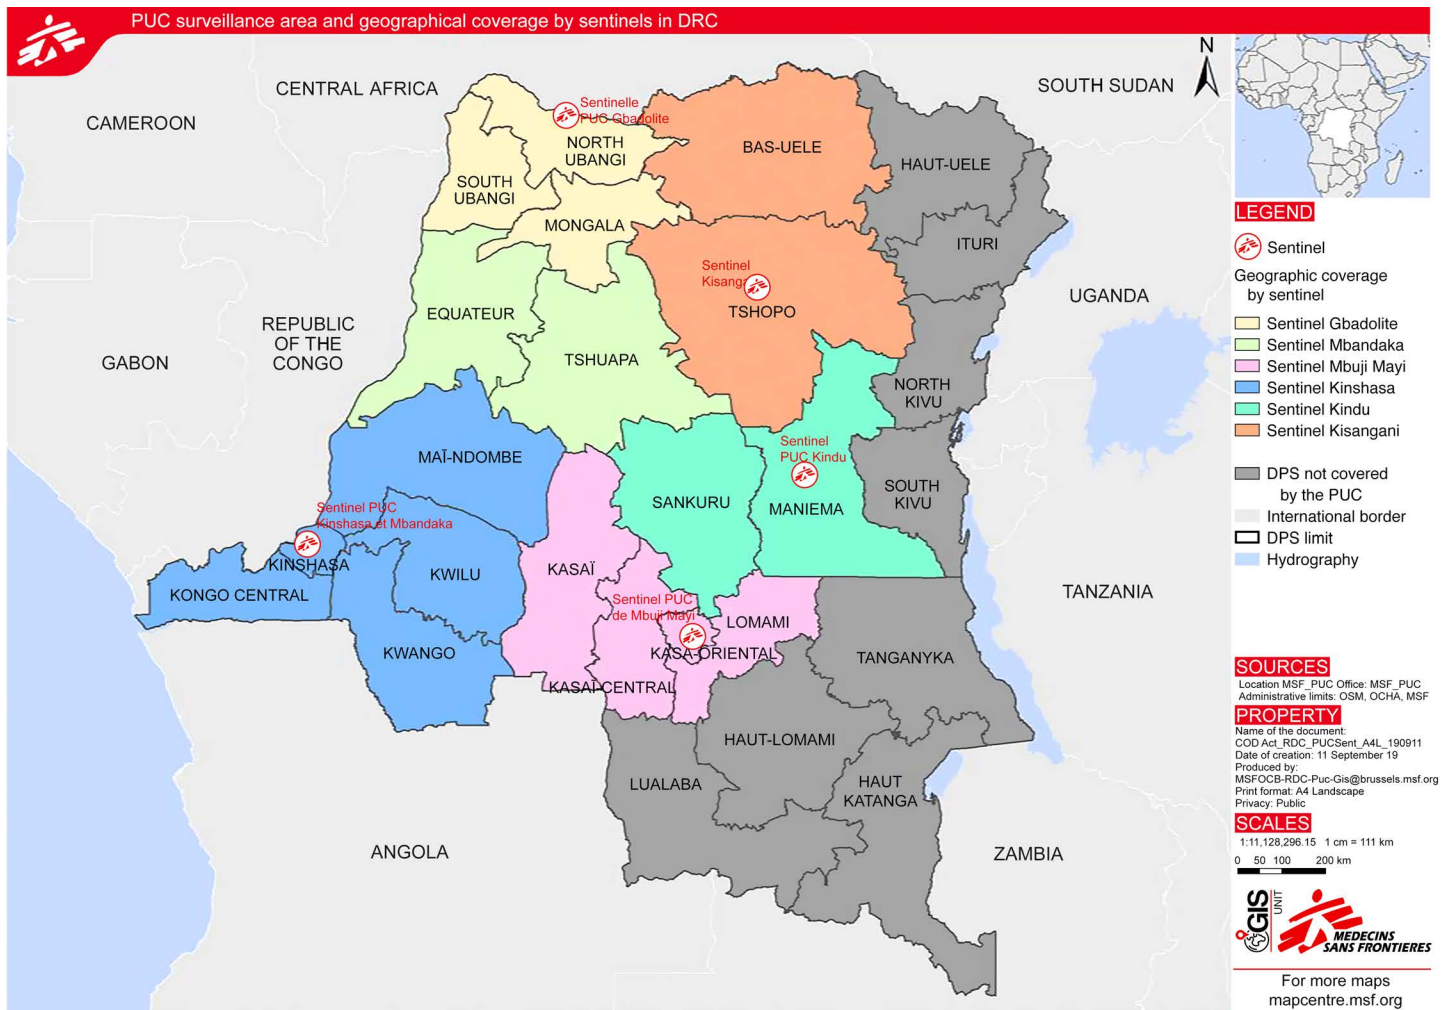 PUC surveillance area and geographical coverage by sentinels in DRC
N
CENTRAL AFRICA
SOUTH SUDAN
CAMEROON
Sentinelle
PUC Gbadolite
NORTH
UBANGI
BAS-UELE
HAUT-UELE
SOUTH
UBANGI
MONGALA
ITURI
Sentinel
Kisanga
TSHOPO
UGANDA
EQUATEUR
REPUBLIC
OF THE
CONGO
GABON
TSHUAPA
NORTH
KIVU
Sentinel
PUC Kindu
MAÏ-NDOMBE
SANKURU
MANIEMA
SOUTH
KIVU
Sentinel PUC
Kinshasa et Mbandaka
KINSHASA
KONGO CENTRAL
KWILU
KASAÏ
TANZANIA
Sentinel PUC
de Mbuji Mayi
LOMAMI
KWANGO
KASA-ORIENTAL
TANGANYKA
KASAÏ-CENTRAL
HAUT-LOMAMI
LUALABA
HAUT
KATANGA
ANGOLA
ZAMBIA
LEGEND
Sentinel
Geographic coverage
by sentinel
Sentinel Gbadolite
Sentinel Mbandaka
Sentinel Mbuji Mayi
Sentinel Kinshasa
Sentinel Kindu
Sentinel Kisangani
DPS not covered
by the PUC
International border
DPS limit
Hydrography
SOURCES
Location MSF_PUC Office: MSF_PUC
Administrative limits: OSM, OCHA, MSF
PROPERTY
Name of the document:
COD Act_RDC_PUCSent_A4L_190911
Date of creation: 11 September 19
Produced by:
MSFOCB-RDC-Puc-Gis@brussels.msf.org
Print format: A4 Landscape
Privacy: Public
SCALES
1:11,128,296.15 1 cm = 111 km
0 50 100 200 km
GIS
UNIT
MEDECINS
SANS FRONTIERES
For more maps
mapcentre.msf.org